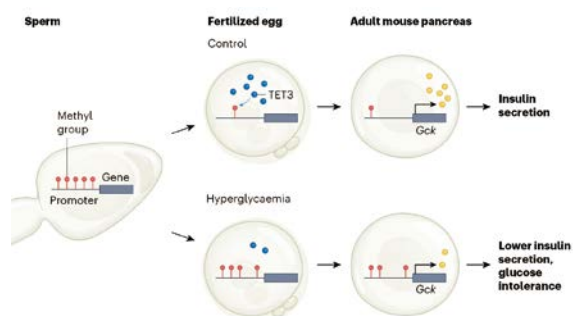 Sperm
Fertilized egg
Adult mouse pancreas
Control
TET3
Methyl
group
Gene
Promoter
Gck
Insulin
secretion
Hyperglycaemia
Gck
Lower insulin
secretion,
glucose
intolerance